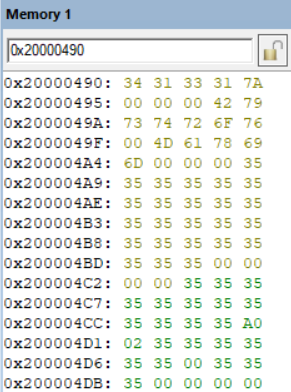 Memory 1
0x20000490
0x20000490: 34 31 33 31 7A
0x20000495: 00 00 00 42 79
0x2000049A: 73 74 72 6F 76
0x2000049F: 00 4D 61 78 69
0x200004A4: 6D 00 00 00 35
0x200004A9: 35 35 35 35 35
0x200004AE: 35 35 35 35 35
0x200004B3: 35 35 35 35 35
0x200004B8: 35 35 35 35 35
0x200004BD: 35 35 35 00 00
0x200004C2: 00 00 35 35 35
0x200004C7: 35 35 35 35 35
0x200004CC: 35 35 35 35 A0
0x200004D1: 02 35 35 35 35
0x200004D6: 35 35 00 35 35
0x200004DB: 35 00 00 00 00